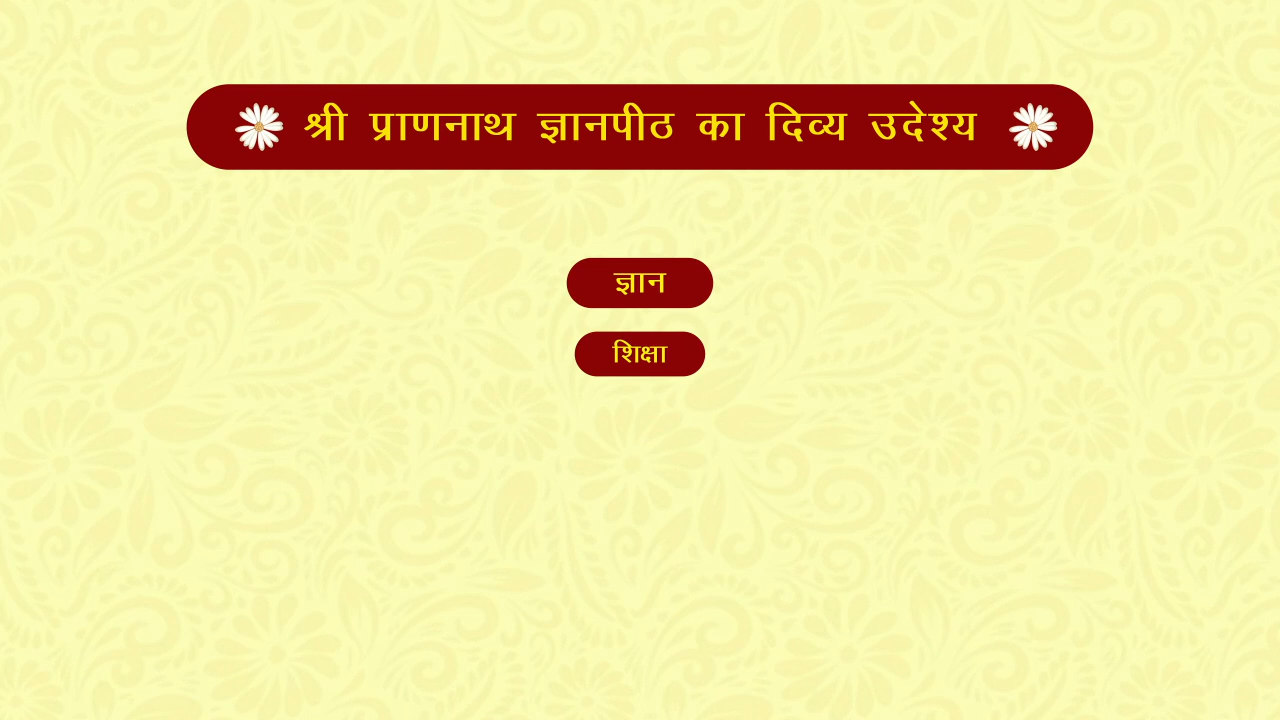 श्री प्राणनाथ ज्ञानपीठ का दिव्य उदेश्य
ज्ञान
शिक्षा